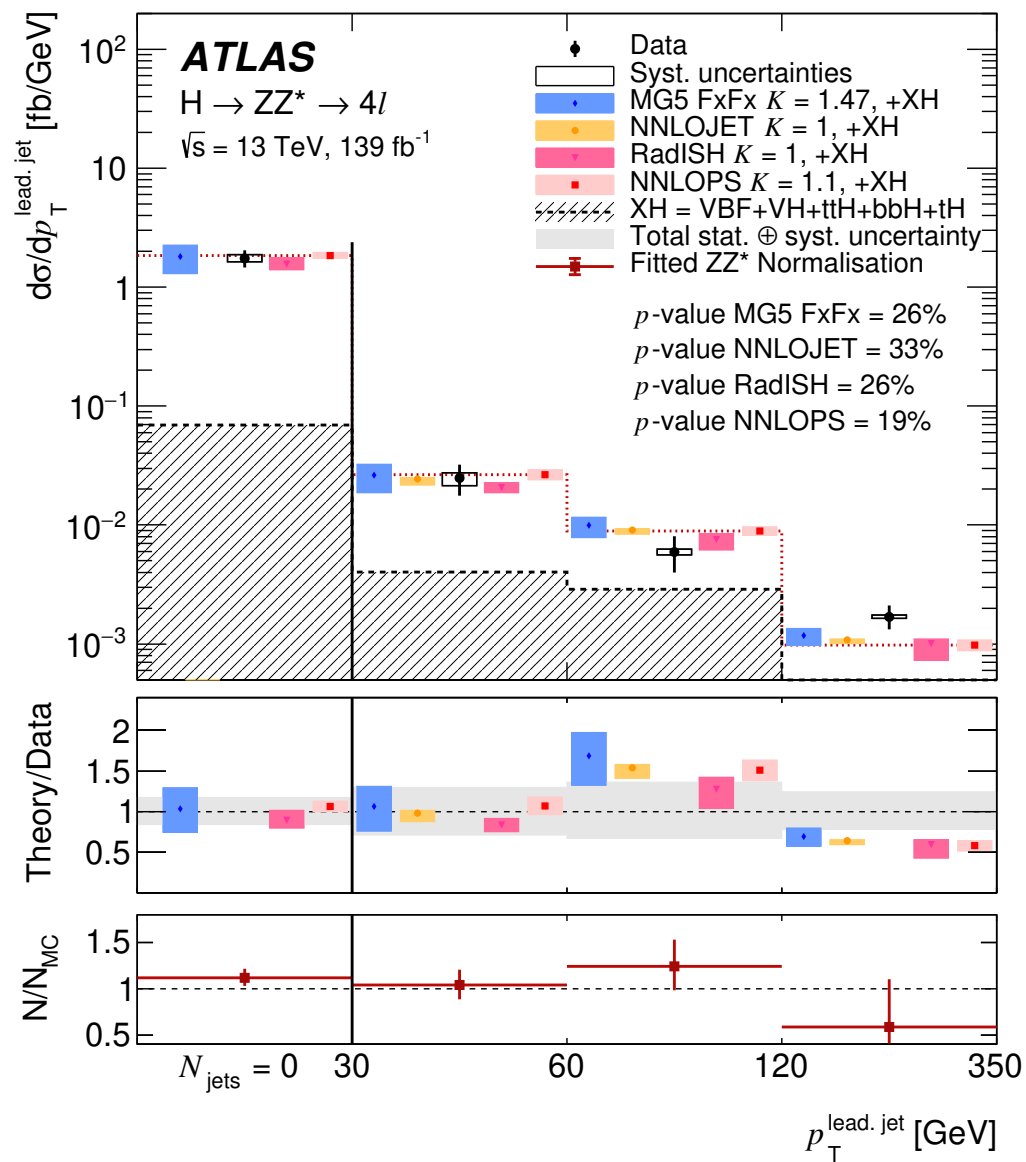 ATLAS
H → ZZ* → 4l
√s = 13 TeV, 139 fb⁻¹
Data
Syst. uncertainties
MG5 FxFx K = 1.47, +XH
NNLOJET K = 1, +XH
RadISH K = 1, +XH
NNLOPS K = 1.1, +XH
XH = VBF+VH+ttH+bbH+tH
Total stat. ⊕ syst. uncertainty
Fitted ZZ* Normalisation
p-value MG5 FxFx = 26%
p-value NNLOJET = 33%
p-value RadISH = 26%
p-value NNLOPS = 19%
dσ/dp_T^lead. jet [fb/GeV]
10²
10
1
10⁻¹
10⁻²
10⁻³
Theory/Data
2
1.5
1
0.5
N/N_MC
1.5
1
0.5
N_jets = 0 30 60 120 350
p_T^lead. jet [GeV]